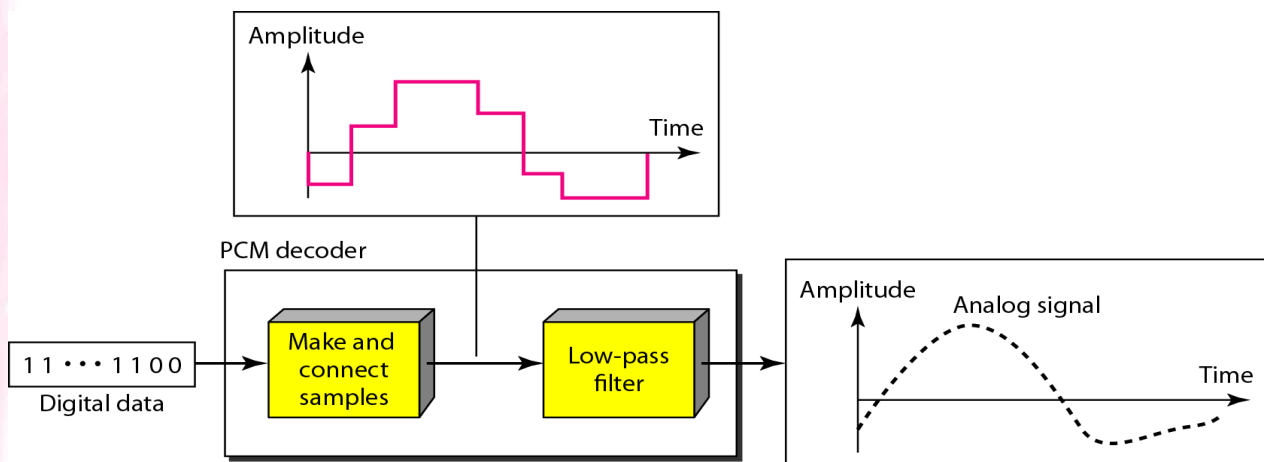 Amplitude
Time
PCM decoder
Make and
connect
samples
Low-pass
filter
11 ··· 1100
Digital data
Amplitude
Analog signal
Time